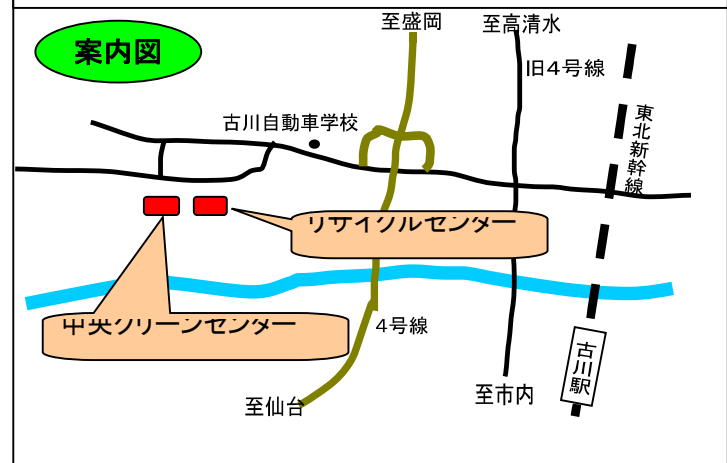 案内図
至盛岡
至高清水
旧４号線
古川自動車学校
東北新幹線
リサイクルセンター
中央クリーンセンター
４号線
古川駅
至市内
至仙台